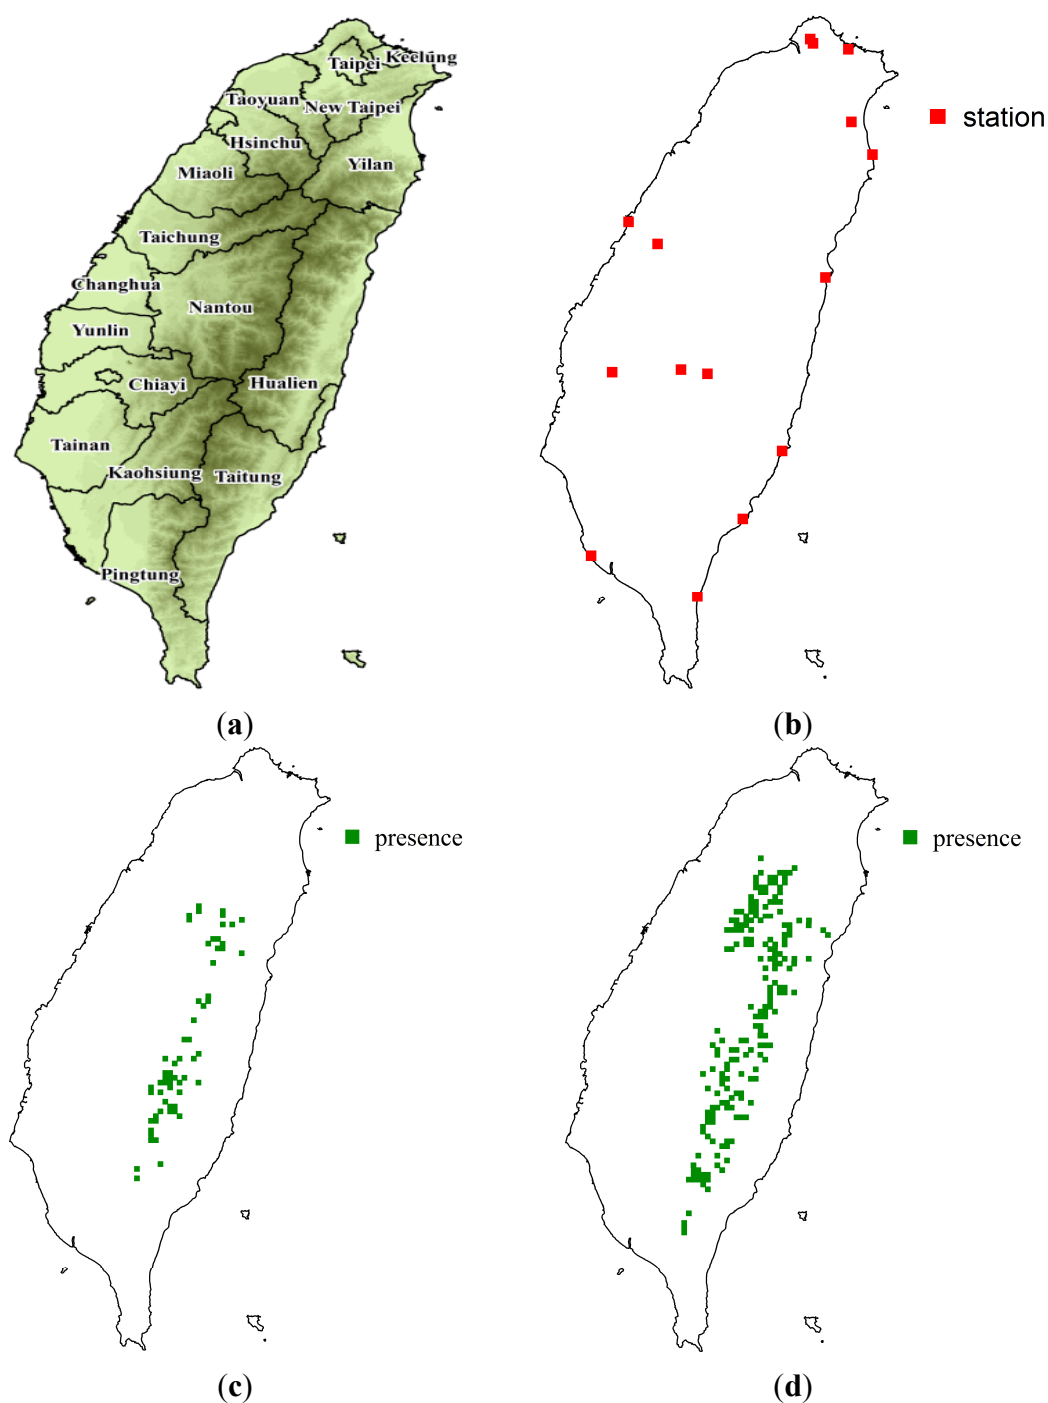 Taipei
Keelung
Taoyuan
New Taipei
Hsinchu
Yilan
Miaoli
Taichung
Changhua
Nantou
Yunlin
Chiayi
Hualien
Tainan
Kaohsiung
Taitung
Pingtung
station
(a)
(b)
presence
presence
(c)
(d)